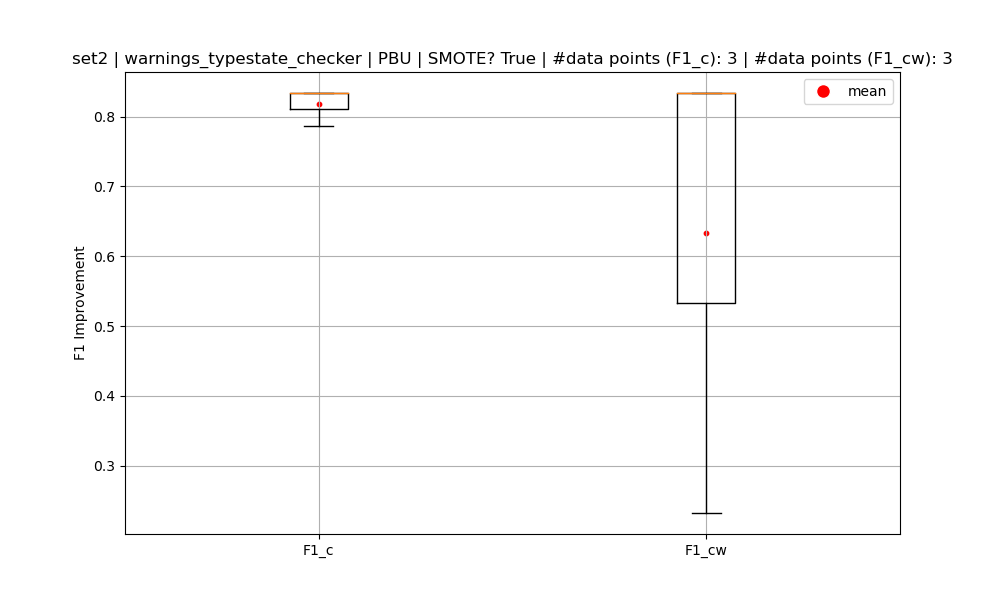 set2 | warnings_typestate_checker | PBU | SMOTE? True | #data points (F1_c): 3 | #data points (F1_cw): 3
mean
F1 Improvement
0.8
0.7
0.6
0.5
0.4
0.3
F1_c
F1_cw